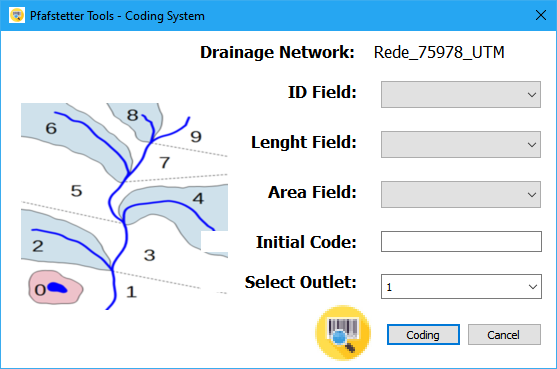 Pfafstetter Tools - Coding System
Drainage Network: Rede_75978_UTM
ID Field:
Lenght Field:
Area Field:
Initial Code:
Select Outlet: 1
Coding Cancel
8
6 9
7
5
4
2
3
0 1